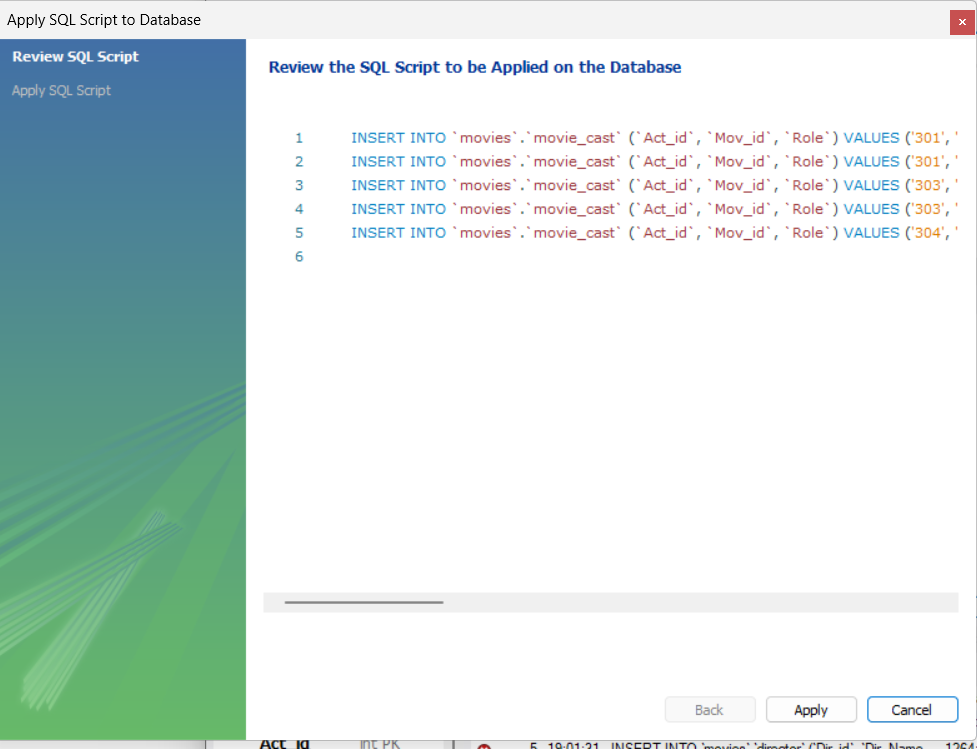 Apply SQL Script to Database
Review SQL Script
Apply SQL Script
Review the SQL Script to be Applied on the Database
1 INSERT INTO `movies`.`movie_cast` (`Act_id`, `Mov_id`, `Role`) VALUES ('301', '
2 INSERT INTO `movies`.`movie_cast` (`Act_id`, `Mov_id`, `Role`) VALUES ('301', '
3 INSERT INTO `movies`.`movie_cast` (`Act_id`, `Mov_id`, `Role`) VALUES ('303', '
4 INSERT INTO `movies`.`movie_cast` (`Act_id`, `Mov_id`, `Role`) VALUES ('303', '
5 INSERT INTO `movies`.`movie_cast` (`Act_id`, `Mov_id`, `Role`) VALUES ('304', '
6
Back Apply Cancel
Act_id int PK 5 19:01:31 INSERT INTO `movies`.`director` (`Dir_id`, `Dir_Name